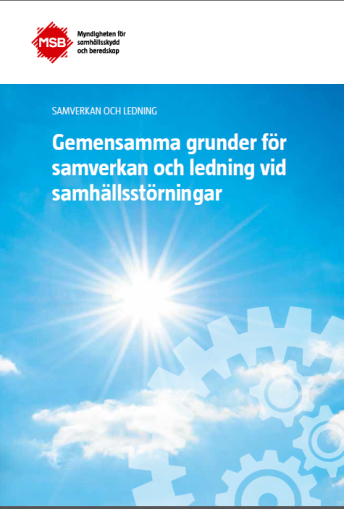 MSB
Myndigheten för
samhällsskydd
och beredskap
SAMVERKAN OCH LEDNING
Gemensamma grunder för
samverkan och ledning vid
samhällsstörningar